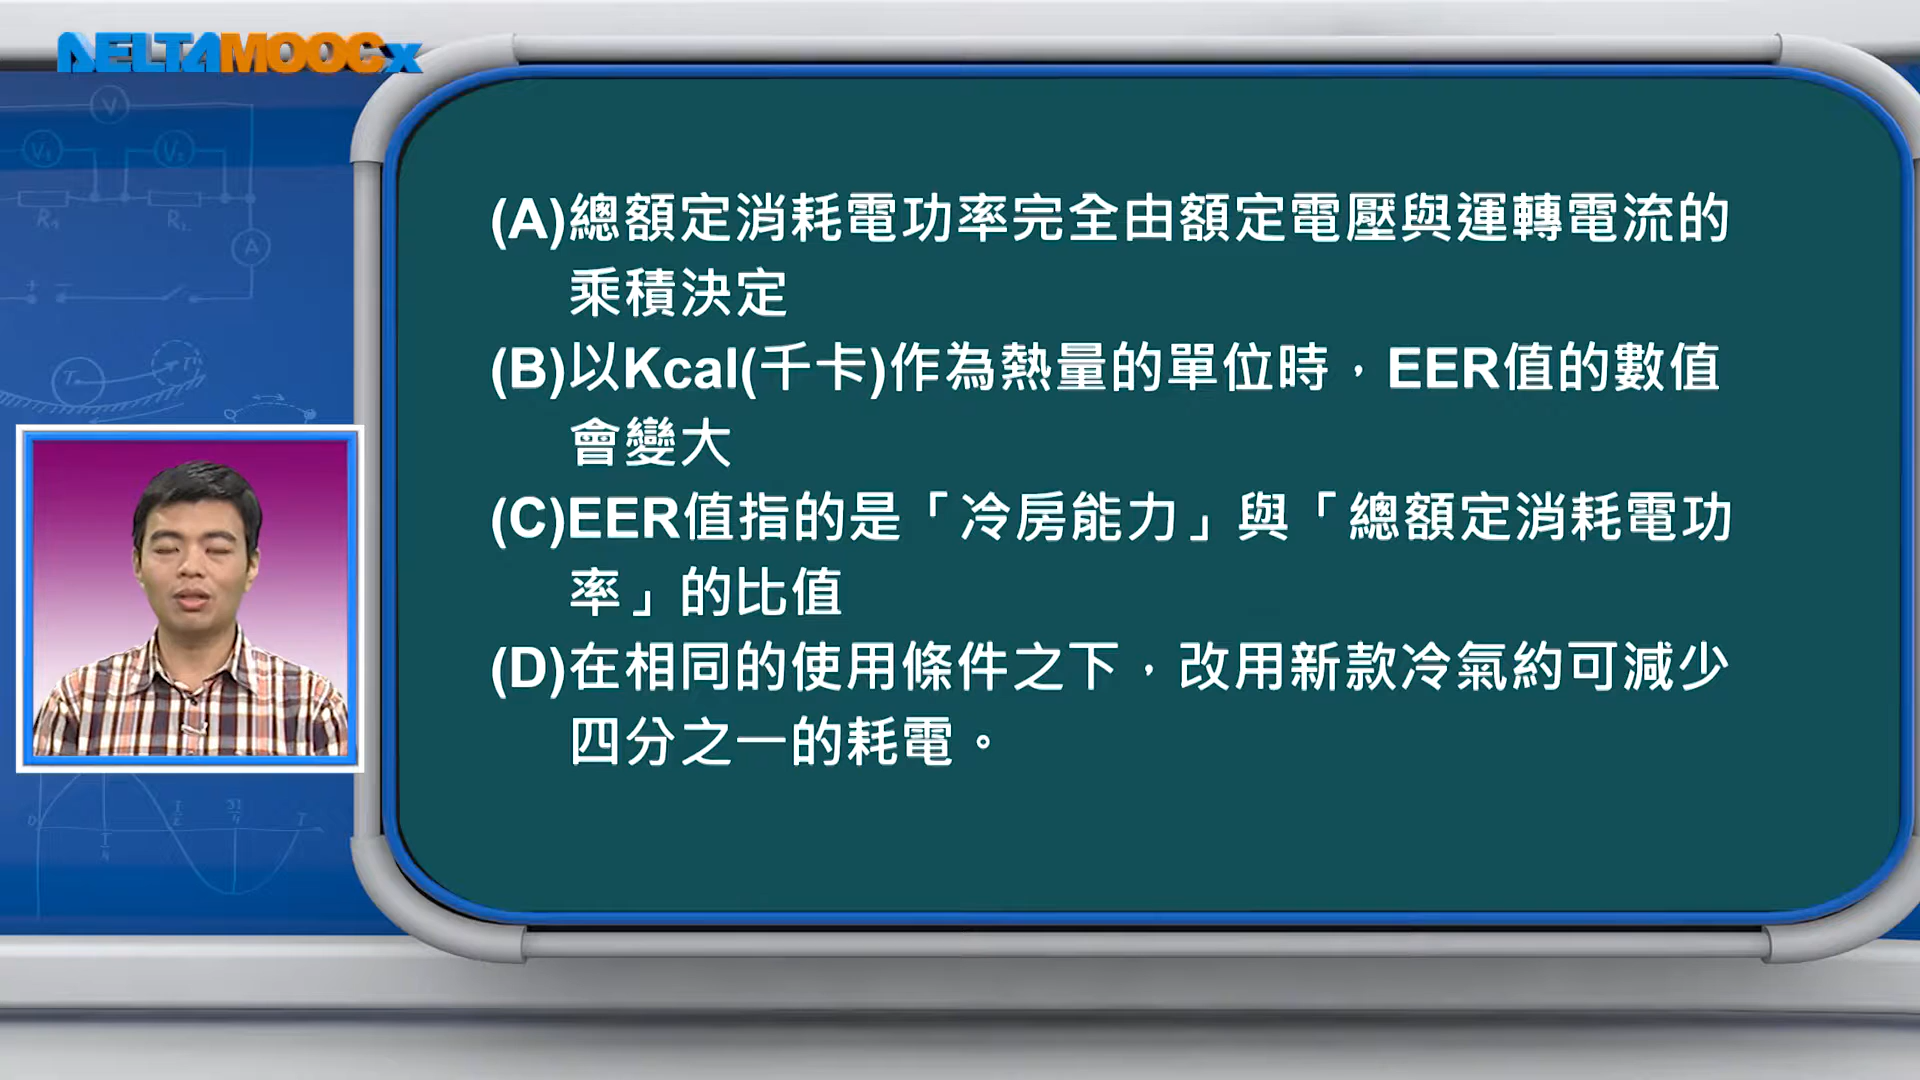 DELTAMOOCx
(A)總額定消耗電功率完全由額定電壓與運轉電流的
乘積決定
(B)以Kcal(千卡)作為熱量的單位時，EER值的數值
會變大
(C)EER值指的是「冷房能力」與「總額定消耗電功
率」的比值
(D)在相同的使用條件之下，改用新款冷氣約可減少
四分之一的耗電。
V
V₁
V₂
R₁
R₂
A